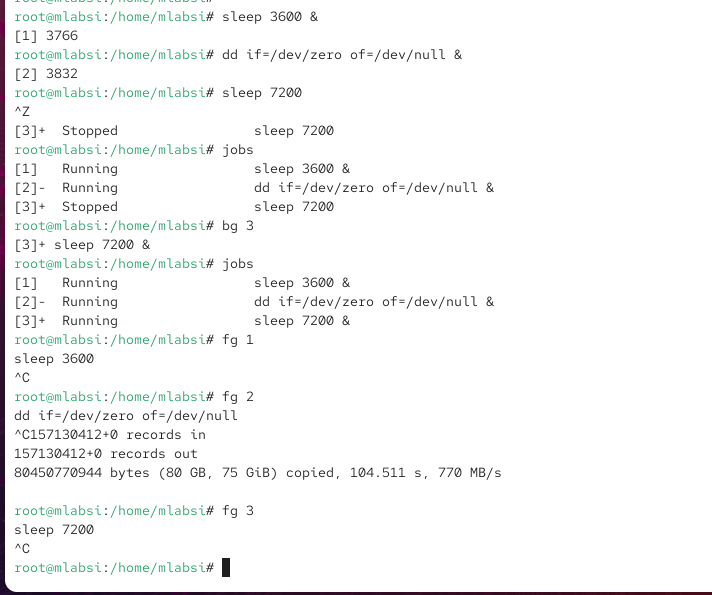 root@mlabsi:/home/mlabsi# sleep 3600 &
[1] 3766
root@mlabsi:/home/mlabsi# dd if=/dev/zero of=/dev/null &
[2] 3832
root@mlabsi:/home/mlabsi# sleep 7200
^Z
[3]+  Stopped                 sleep 7200
root@mlabsi:/home/mlabsi# jobs
[1]   Running                 sleep 3600 &
[2]-  Running                 dd if=/dev/zero of=/dev/null &
[3]+  Stopped                 sleep 7200
root@mlabsi:/home/mlabsi# bg 3
[3]+ sleep 7200 &
root@mlabsi:/home/mlabsi# jobs
[1]   Running                 sleep 3600 &
[2]-  Running                 dd if=/dev/zero of=/dev/null &
[3]+  Running                 sleep 7200 &
root@mlabsi:/home/mlabsi# fg 1
sleep 3600
^C
root@mlabsi:/home/mlabsi# fg 2
dd if=/dev/zero of=/dev/null
^C157130412+0 records in
157130412+0 records out
80450770944 bytes (80 GB, 75 GiB) copied, 104.511 s, 770 MB/s

root@mlabsi:/home/mlabsi# fg 3
sleep 7200
^C
root@mlabsi:/home/mlabsi#